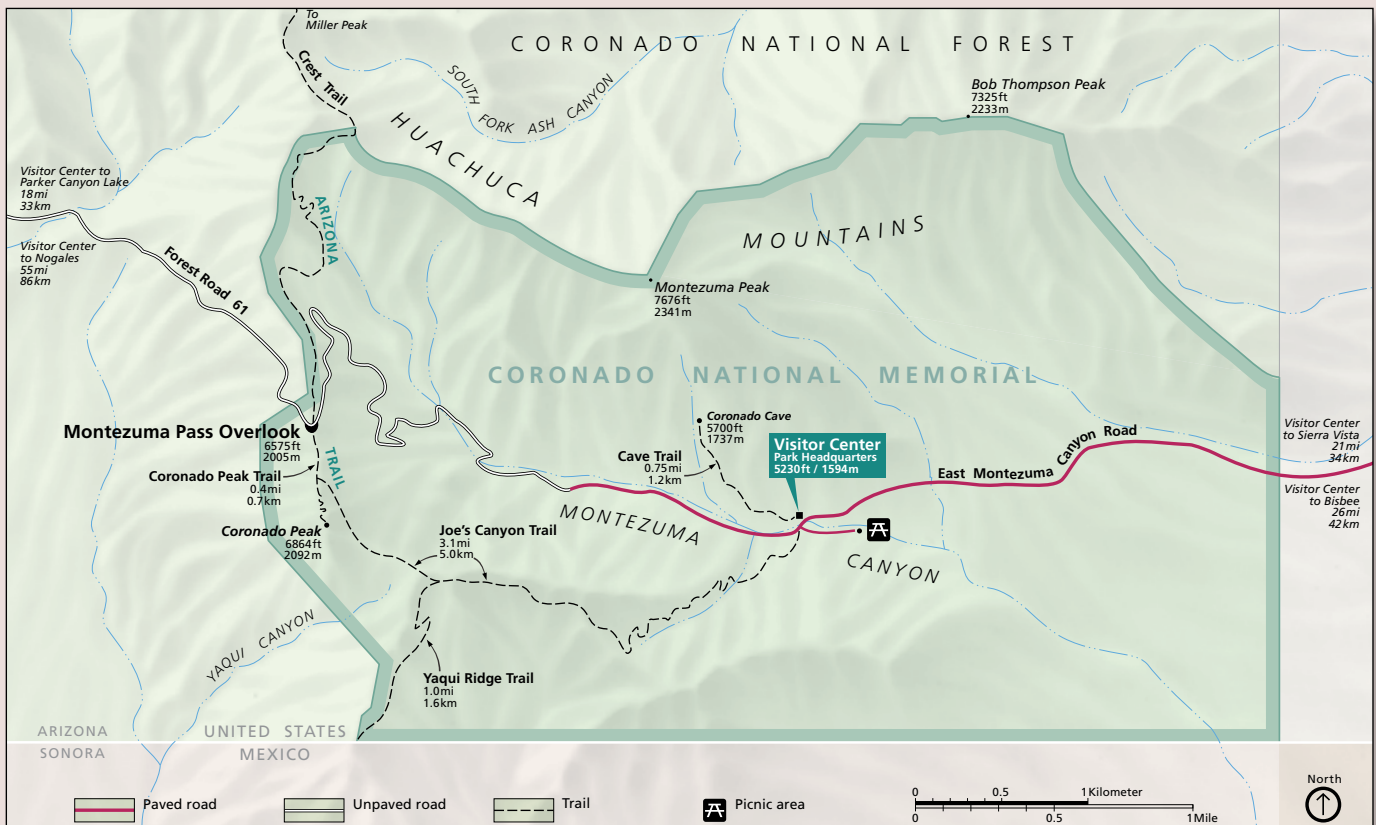 To
Miller Peak
CORONADO NATIONAL FOREST
Crest Trail
SOUTH FORK ASH CANYON
Bob Thompson Peak
7325ft
2233m
HUACHUCA
MOUNTAINS
Visitor Center to
Parker Canyon Lake
18mi
33km
Visitor Center
to Nogales
55mi
86km
Forest Road 61
ARIZONA
TRAIL
Montezuma Peak
7676ft
2341m
CORONADO NATIONAL MEMORIAL
Montezuma Pass Overlook
6575ft
2005m
Coronado Peak Trail
0.4mi
0.7km
Coronado Peak
6864ft
2092m
Coronado Cave
5700ft
1737m
Cave Trail
0.75mi
1.2km
Visitor Center
Park Headquarters
5230ft / 1594m
East Montezuma Canyon Road
Visitor Center
to Sierra Vista
21mi
34km
Visitor Center
to Bisbee
26mi
42km
MONTEZUMA
CANYON
Joe's Canyon Trail
3.1mi
5.0km
YAQUI CANYON
Yaqui Ridge Trail
1.0mi
1.6km
ARIZONA
SONORA
UNITED STATES
MEXICO
Paved road
Unpaved road
Trail
Picnic area
0 0.5 1 Kilometer
0 0.5 1 Mile
North